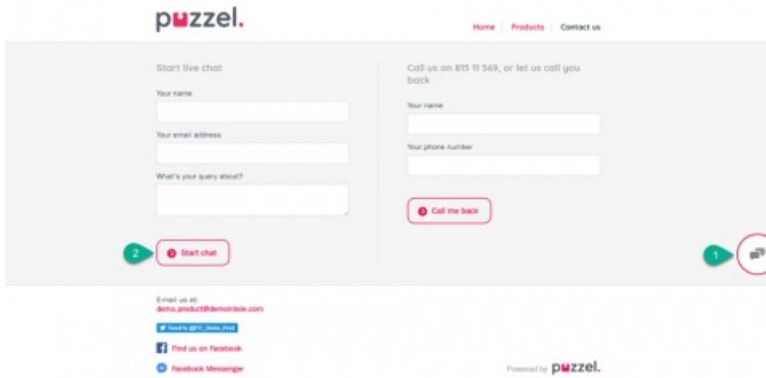 puzzel.
Home Products Contact us
Start live chat
Your name
Your email address
What's your query about?
2
Start chat
Call us on 815 11 569, or let us call you
back
Your name
Your phone number
Call me back
1
E-mail us at:
demo.product@demointele.com
Find us on Facebook
Facebook Messenger
Powered by puzzel.